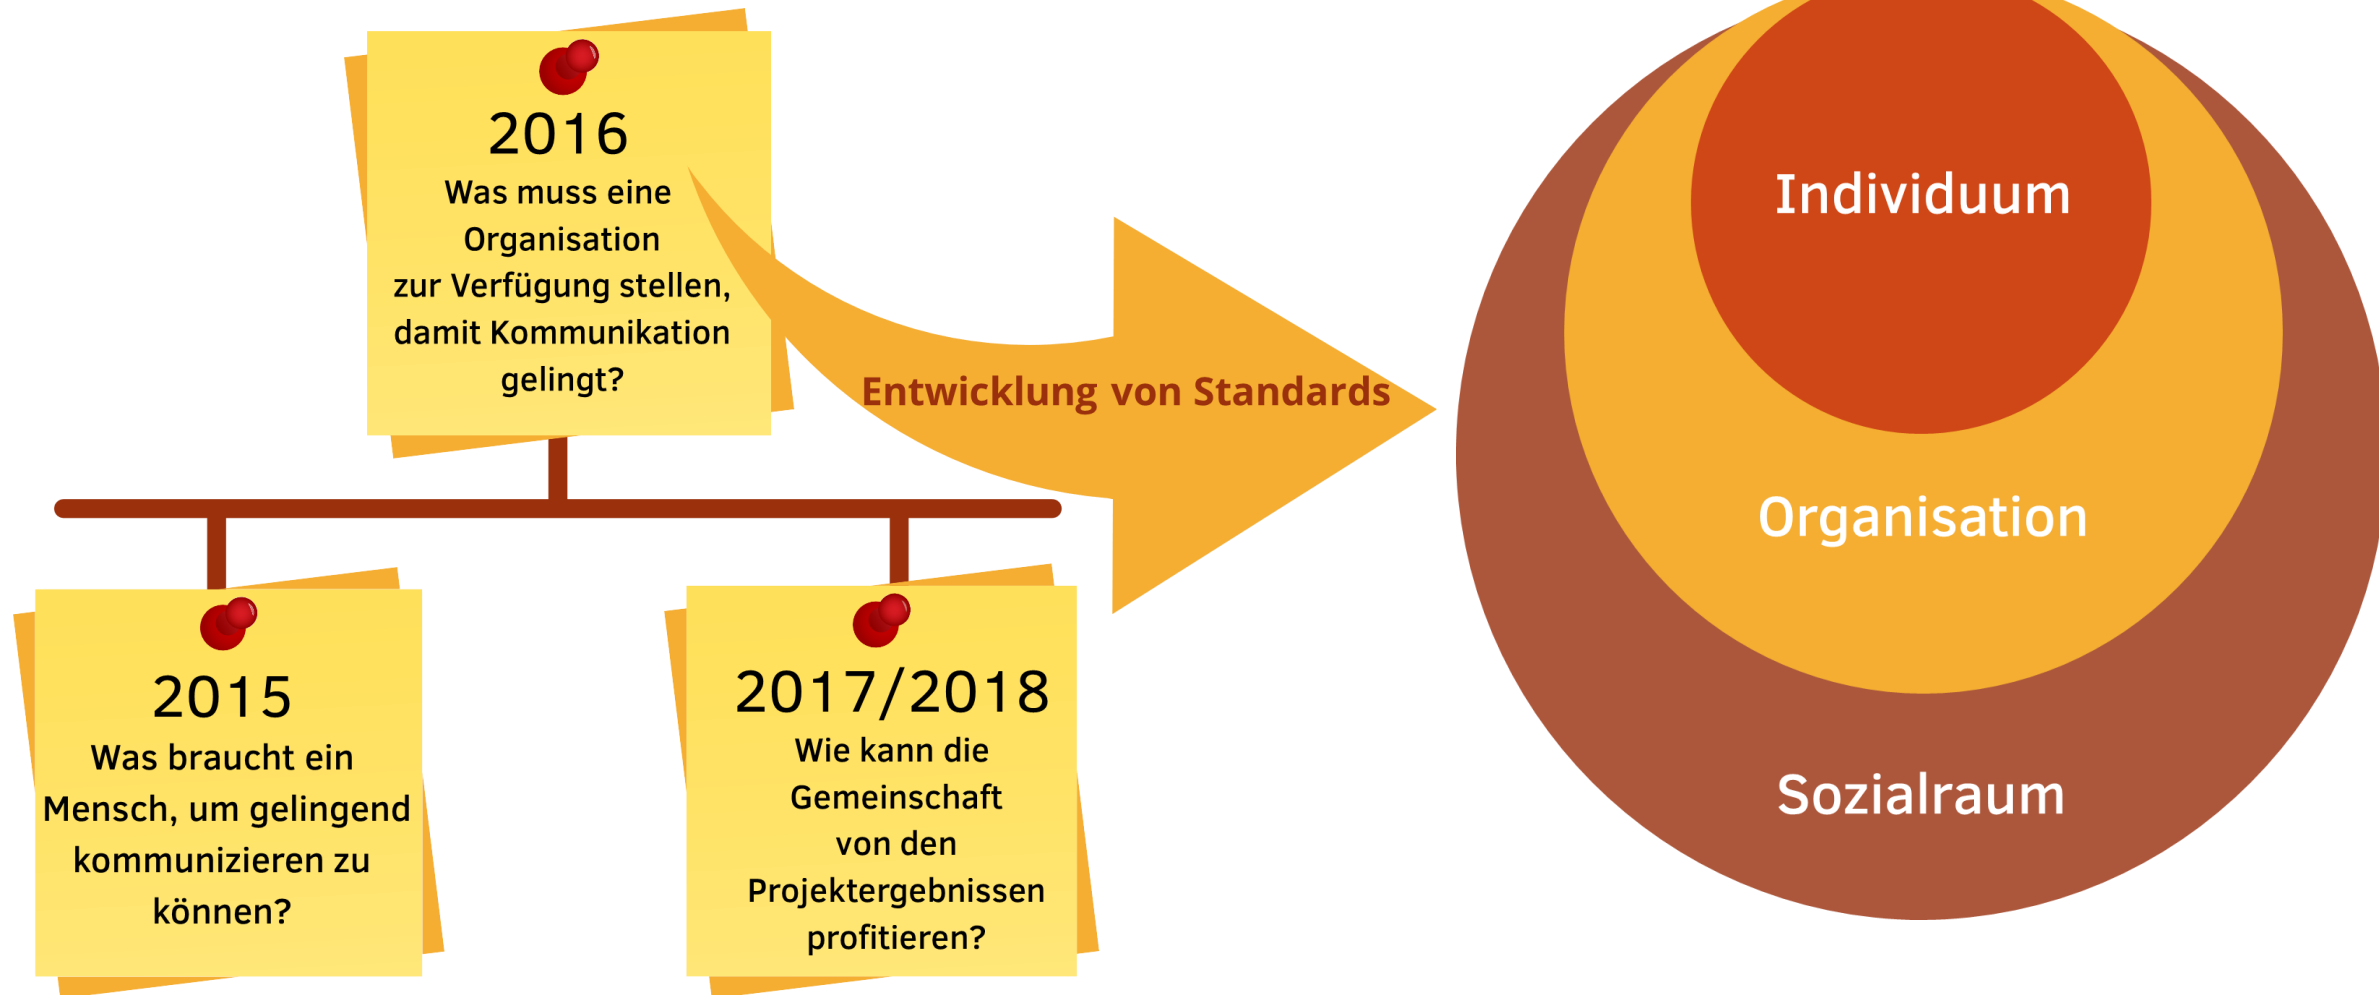 2016
Was muss eine
Organisation
zur Verfügung stellen,
damit Kommunikation
gelingt?
Entwicklung von Standards
2015
Was braucht ein
Mensch, um gelingend
kommunizieren zu
können?
2017/2018
Wie kann die
Gemeinschaft
von den
Projektergebnissen
profitieren?
Individuum
Organisation
Sozialraum